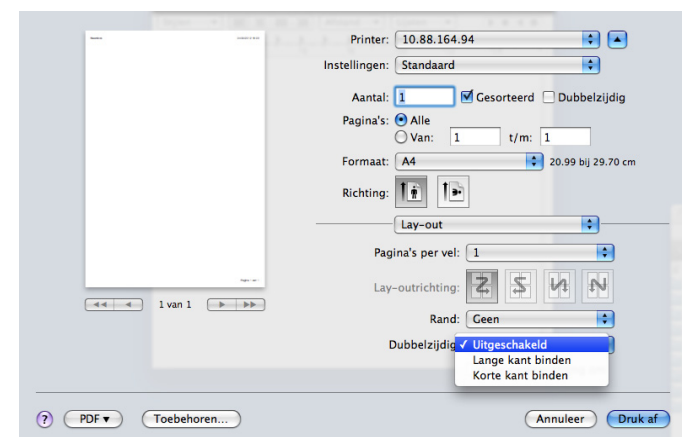 Printer: 10.88.164.94
Instellingen: Standaard
Aantal: 1 Gesorteerd Dubbelzijdig
Pagina's: Alle
Van: 1 t/m: 1
Formaat: A4 20.99 bij 29.70 cm
Richting:
Lay-out
Pagina's per vel: 1
Lay-outrichting:
Rand: Geen
Dubbelzijdig ✓ Uitgeschakeld
Lange kant binden
Korte kant binden
1 van 1
? PDF▼ Toebehoren... Annuleer Druk af